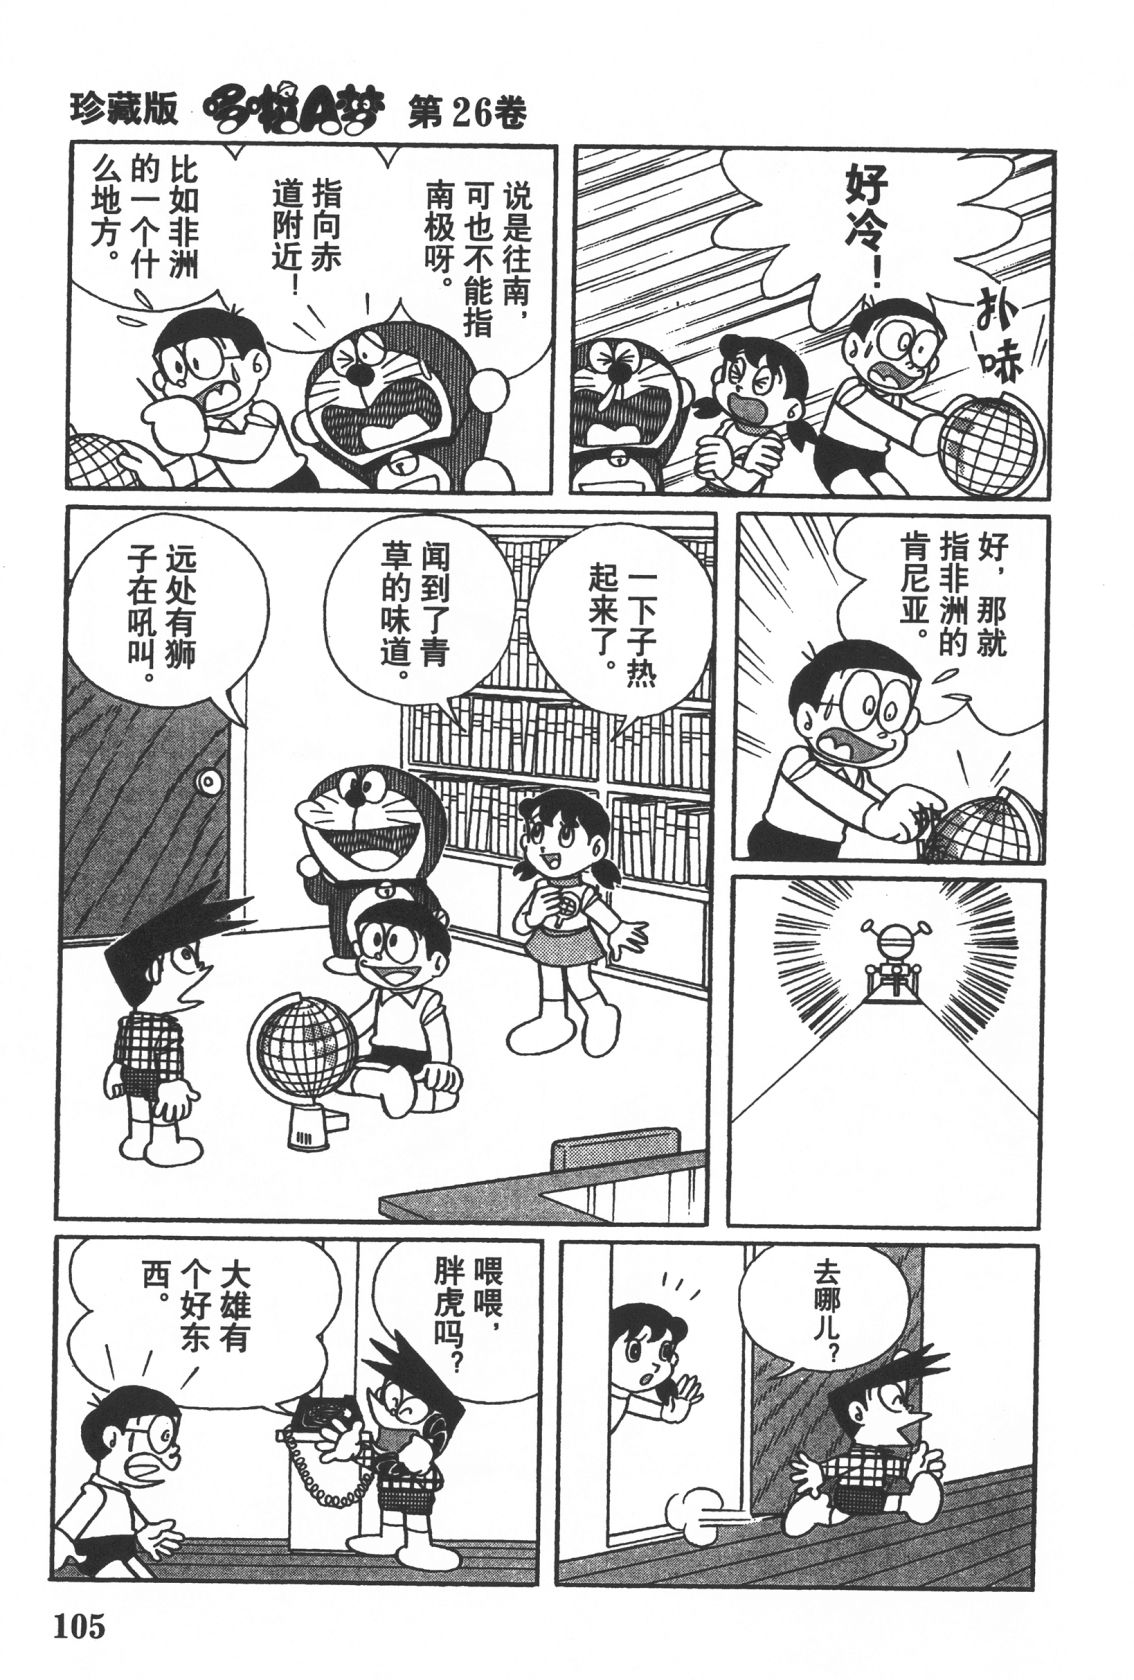 珍藏版 哆啦A梦 第26卷
好冷！
扑哧
说是往南，
可也不能指
南极呀。
指向赤
道附近！
比如非洲
的一个什
么地方。
好，那就
指非洲的
肯尼亚。
一下子热
起来了。
闻到了青
草的味道。
远处有狮
子在吼叫。
去哪儿？
喂喂，
胖虎吗？
大雄有
个好东
西。
105